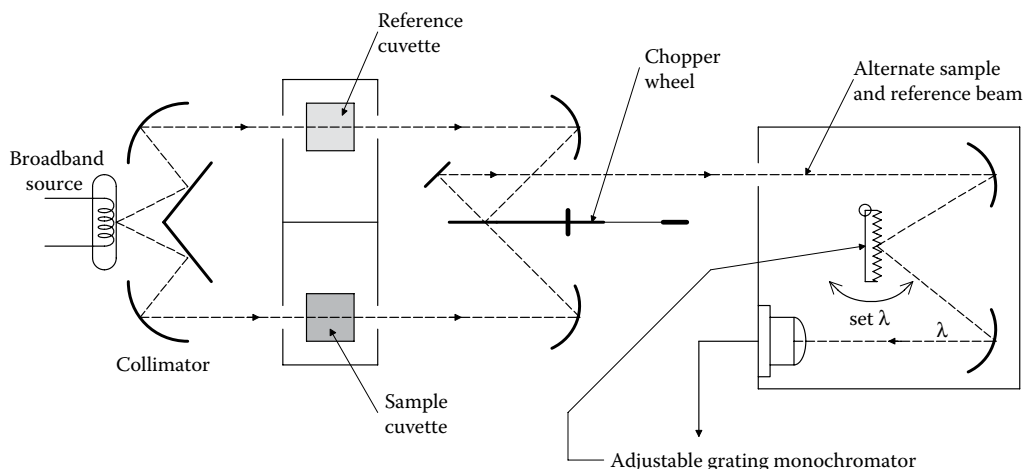 Reference
cuvette
Chopper
wheel
Alternate sample
and reference beam
Broadband
source
set λ
λ
Collimator
Sample
cuvette
Adjustable grating monochromator